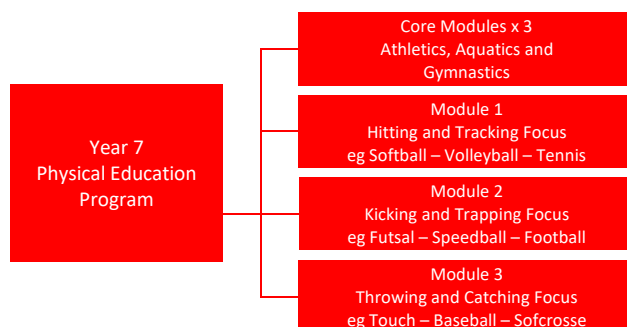 Year 7
Physical Education
Program
Core Modules x 3
Athletics, Aquatics and
Gymnastics
Module 1
Hitting and Tracking Focus
eg Softball – Volleyball – Tennis
Module 2
Kicking and Trapping Focus
eg Futsal – Speedball – Football
Module 3
Throwing and Catching Focus
eg Touch – Baseball – Sofcrosse